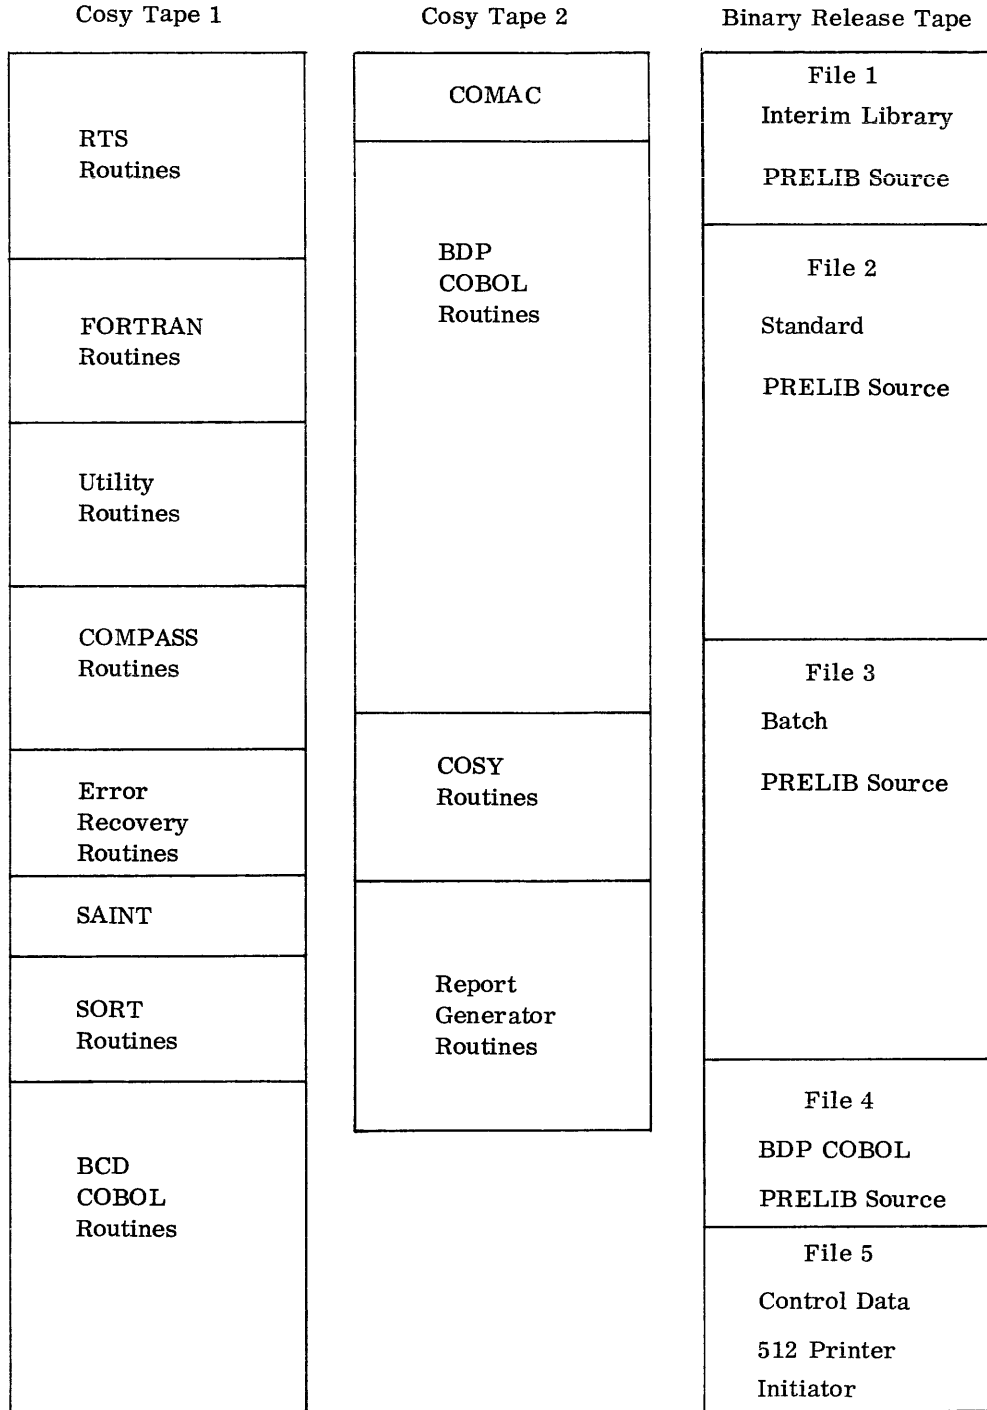 Cosy Tape 1
RTS
Routines
FORTRAN
Routines
Utility
Routines
COMPASS
Routines
Error
Recovery
Routines
SAINT
SORT
Routines
BCD
COBOL
Routines
Cosy Tape 2
COMAC
BDP
COBOL
Routines
COSY
Routines
Report
Generator
Routines
Binary Release Tape
File 1
Interim Library
PRELIB Source
File 2
Standard
PRELIB Source
File 3
Batch
PRELIB Source
File 4
BDP COBOL
PRELIB Source
File 5
Control Data
512 Printer
Initiator